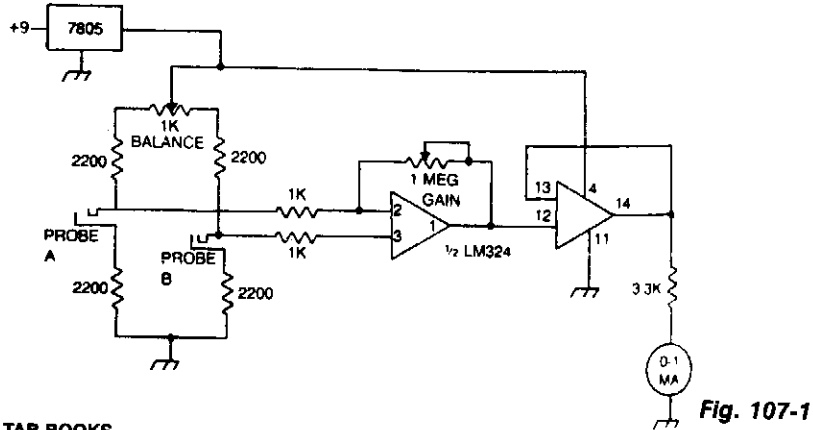 +9
7805
1K
BALANCE
2200
2200
1K
1 MEG
GAIN
13
4
14
12
11
2
3
1
1K
½ LM324
PROBE
A
PROBE
B
2200
2200
3.3K
0-1
MA
Fig. 107-1
TAB BOOKS